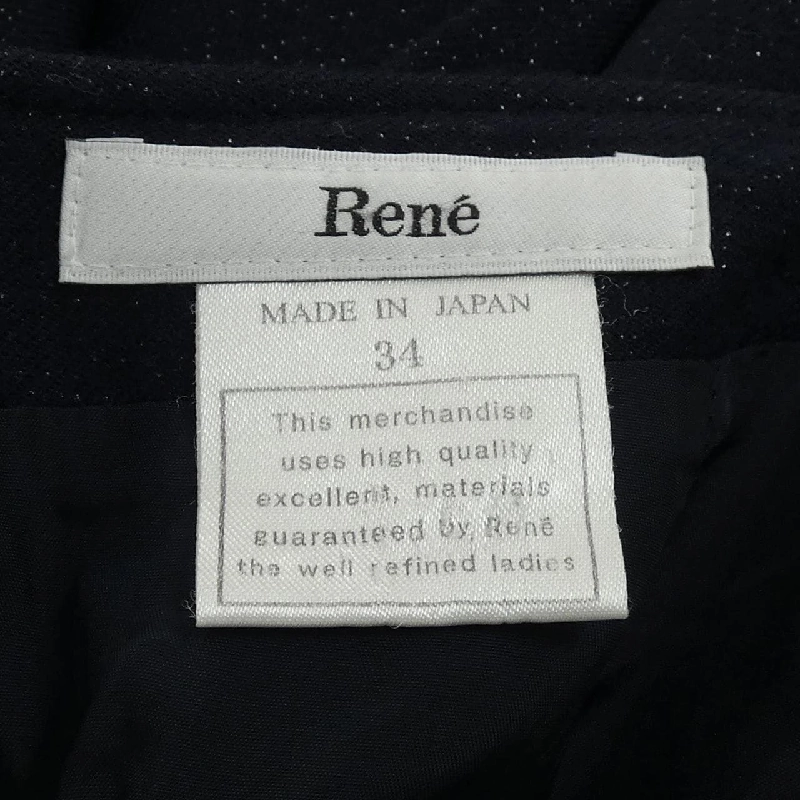 René
MADE IN JAPAN
34
This merchandise
uses high quality
excellent, materials
guaranteed by, René
the well refined ladies